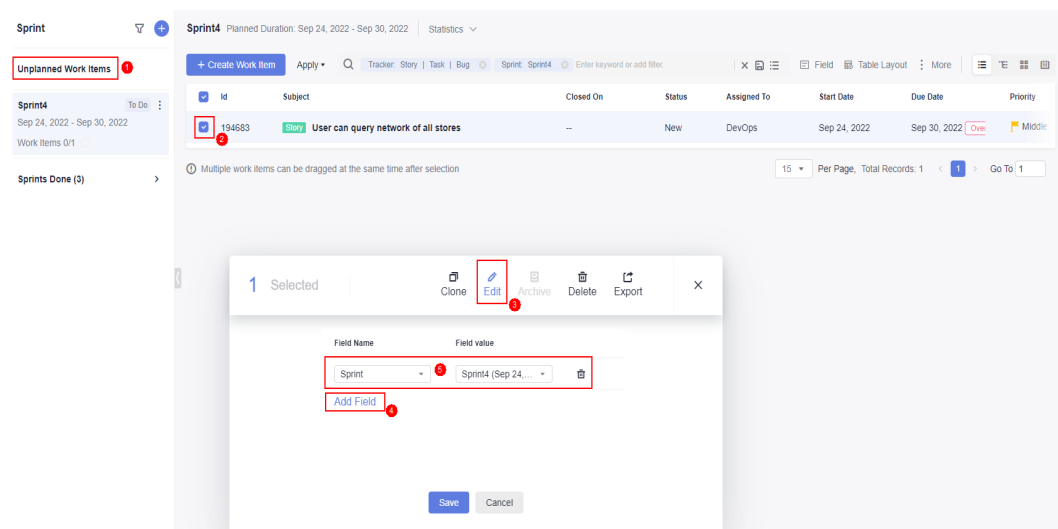 Sprint
Sprint4 Planned Duration: Sep 24, 2022 - Sep 30, 2022 Statistics
Unplanned Work Items 1
+ Create Work Item Apply Tracker: Story | Task | Bug Sprint: Sprint4 Enter keyword or add filter. Field Table Layout More
Sprint4 To Do
Sep 24, 2022 - Sep 30, 2022
Work Items 0/1
Sprints Done (3)
Id Subject Closed On Status Assigned To Start Date Due Date Priority
194683 Story User can query network of all stores -- New DevOps Sep 24, 2022 Sep 30, 2022 Middle
2
Multiple work items can be dragged at the same time after selection 15 Per Page, Total Records: 1 1 Go To 1
1 Selected Clone Edit Archive Delete Export
3
Field Name Field value
Sprint 5 Sprint4 (Sep 24,...
Add Field 4
Save Cancel